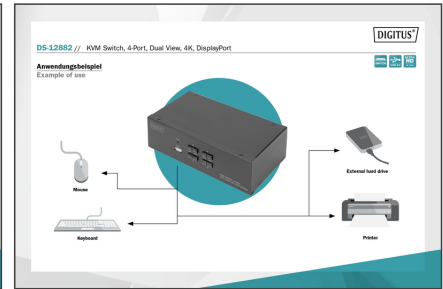 DIGITUS®
DS-12882 // KVM Switch, 4-Port, Dual View, 4K, DisplayPort
Anwendungsbeispiel
Example of use
HD
Mouse
External hard drive
Keyboard
Printer